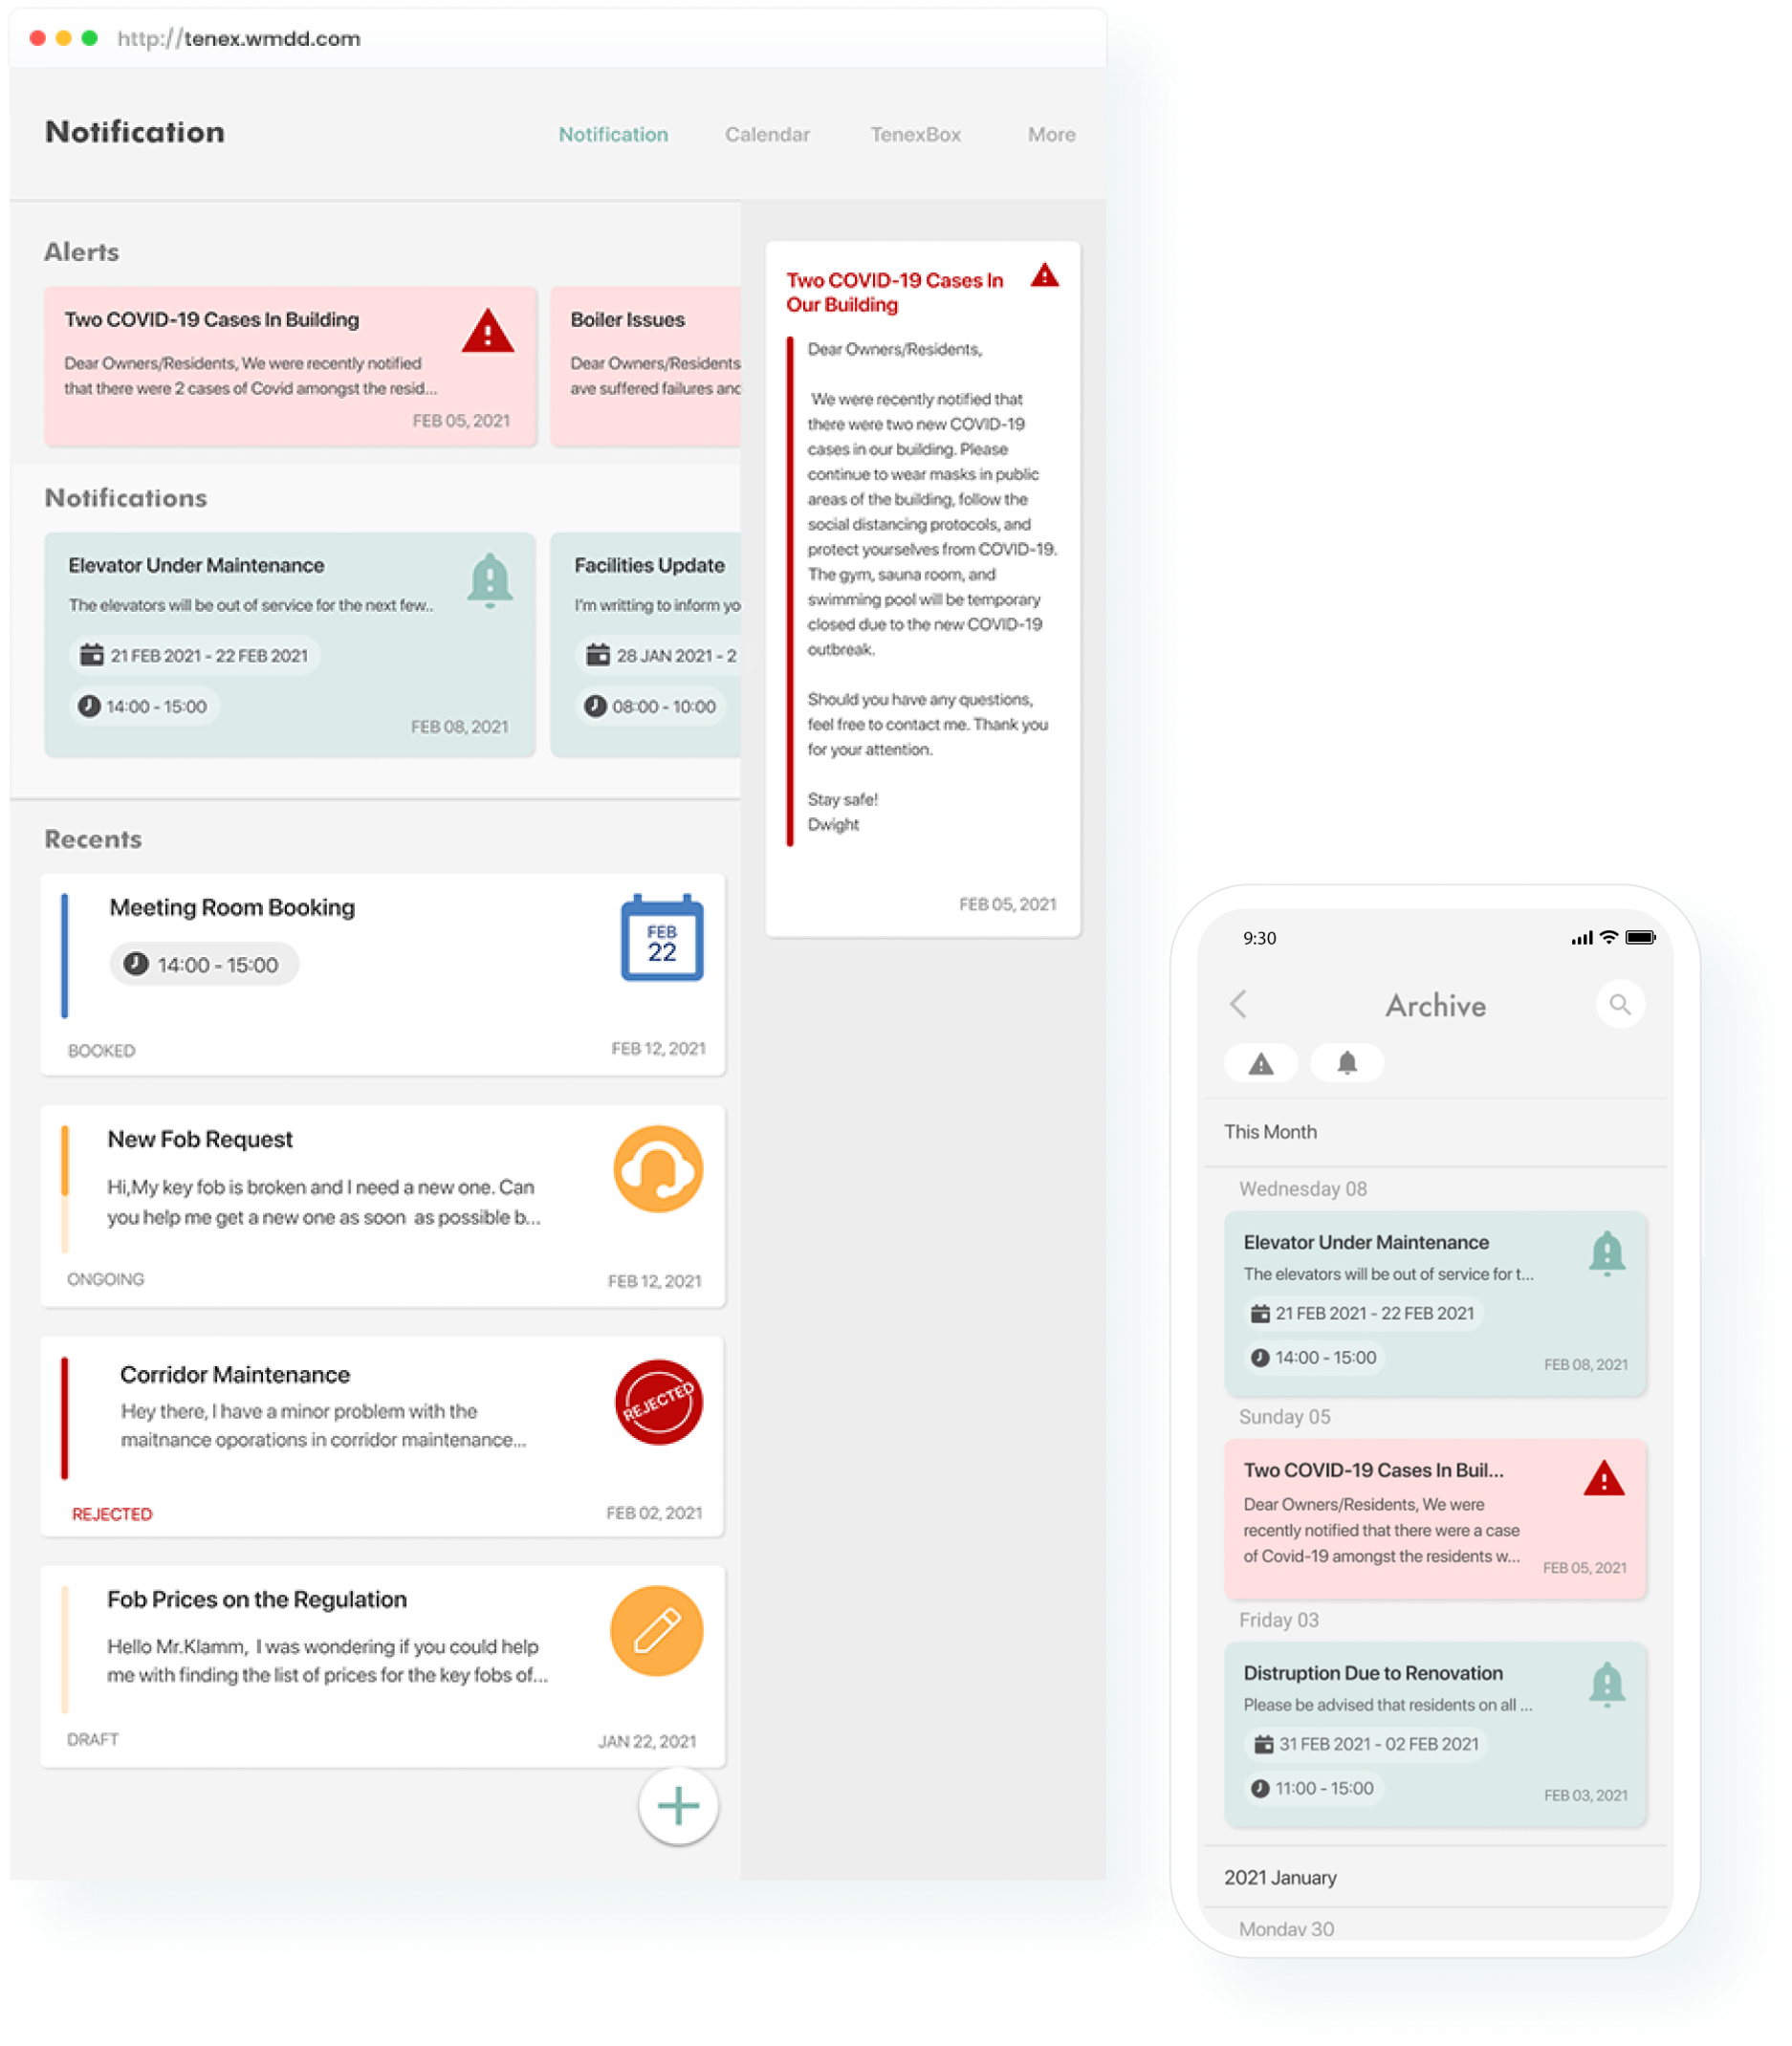 http://tenex.wmdd.com
Notification
Notification
Calendar
TenexBox
More
Alerts
Two COVID-19 Cases In Building
Dear Owners/Residents, We were recently notified
that there were 2 cases of Covid amongst the resid...
FEB 05, 2021
Boiler Issues
Dear Owners/Residents
ave suffered failures and
Notifications
Elevator Under Maintenance
The elevators will be out of service for the next few..
21 FEB 2021 - 22 FEB 2021
14:00 - 15:00
FEB 08, 2021
Facilities Update
I'm writting to inform yo
28 JAN 2021 - 2
08:00 - 10:00
Recents
Meeting Room Booking
14:00 - 15:00
FEB
22
BOOKED
FEB 12, 2021
New Fob Request
Hi,My key fob is broken and I need a new one. Can
you help me get a new one as soon as possible b...
ONGOING
FEB 12, 2021
Corridor Maintenance
Hey there, I have a minor problem with the
maitnance oporations in corridor maintenance...
REJECTED
REJECTED
FEB 02, 2021
Fob Prices on the Regulation
Hello Mr.Klamm, I was wondering if you could help
me with finding the list of prices for the key fobs of...
DRAFT
JAN 22, 2021
Two COVID-19 Cases In
Our Building
Dear Owners/Residents,
We were recently notified that
there were two new COVID-19
cases in our building. Please
continue to wear masks in public
areas of the building, follow the
social distancing protocols, and
protect yourselves from COVID-19.
The gym, sauna room, and
swimming pool will be temporary
closed due to the new COVID-19
outbreak.
Should you have any questions,
feel free to contact me. Thank you
for your attention.
Stay safe!
Dwight
FEB 05, 2021
9:30
Archive
This Month
Wednesday 08
Elevator Under Maintenance
The elevators will be out of service for t...
21 FEB 2021 - 22 FEB 2021
14:00 - 15:00
FEB 08, 2021
Sunday 05
Two COVID-19 Cases In Buil...
Dear Owners/Residents, We were
recently notified that there were a case
of Covid-19 amongst the residents w...
FEB 05, 2021
Friday 03
Distruption Due to Renovation
Please be advised that residents on all ...
31 FEB 2021 - 02 FEB 2021
11:00 - 15:00
FEB 03, 2021
2021 January
Monday 30